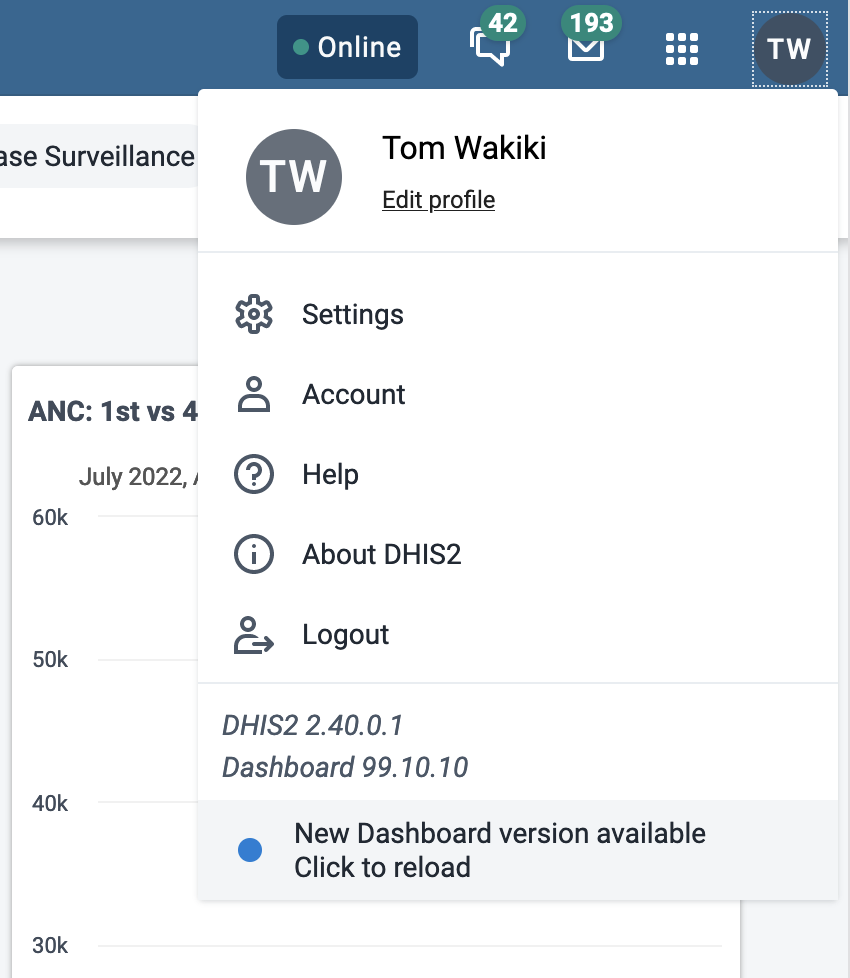 Online
42
193
TW
ase Surveillance
TW
Tom Wakiki
Edit profile
Settings
Account
Help
About DHIS2
Logout
DHIS2 2.40.0.1
Dashboard 99.10.10
New Dashboard version available
Click to reload
ANC: 1st vs 4
July 2022,
60k
50k
40k
30k